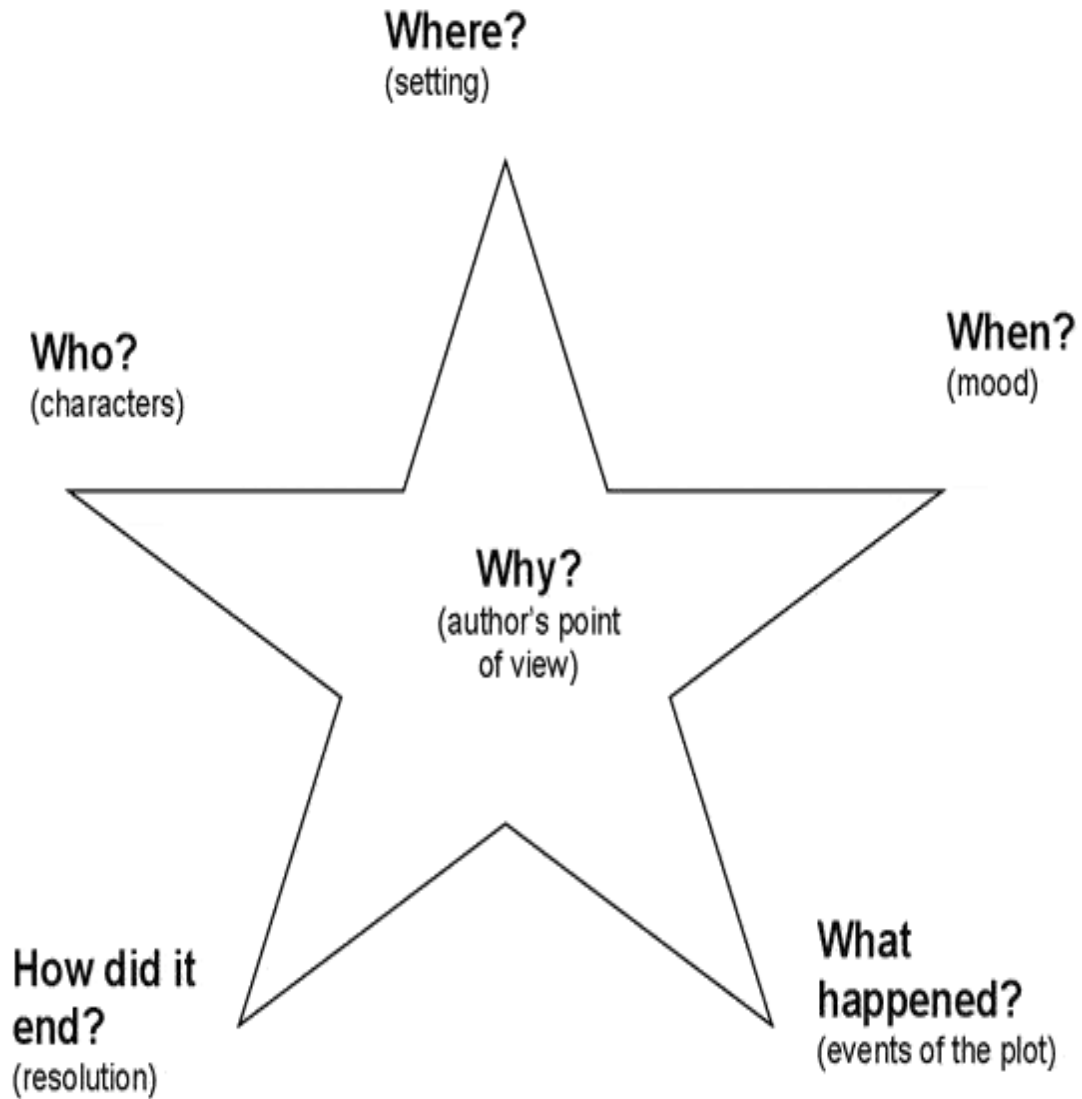 Where?
(setting)
Who?
(characters)
When?
(mood)
Why?
(author's point
of view)
How did it
end?
(resolution)
What
happened?
(events of the plot)